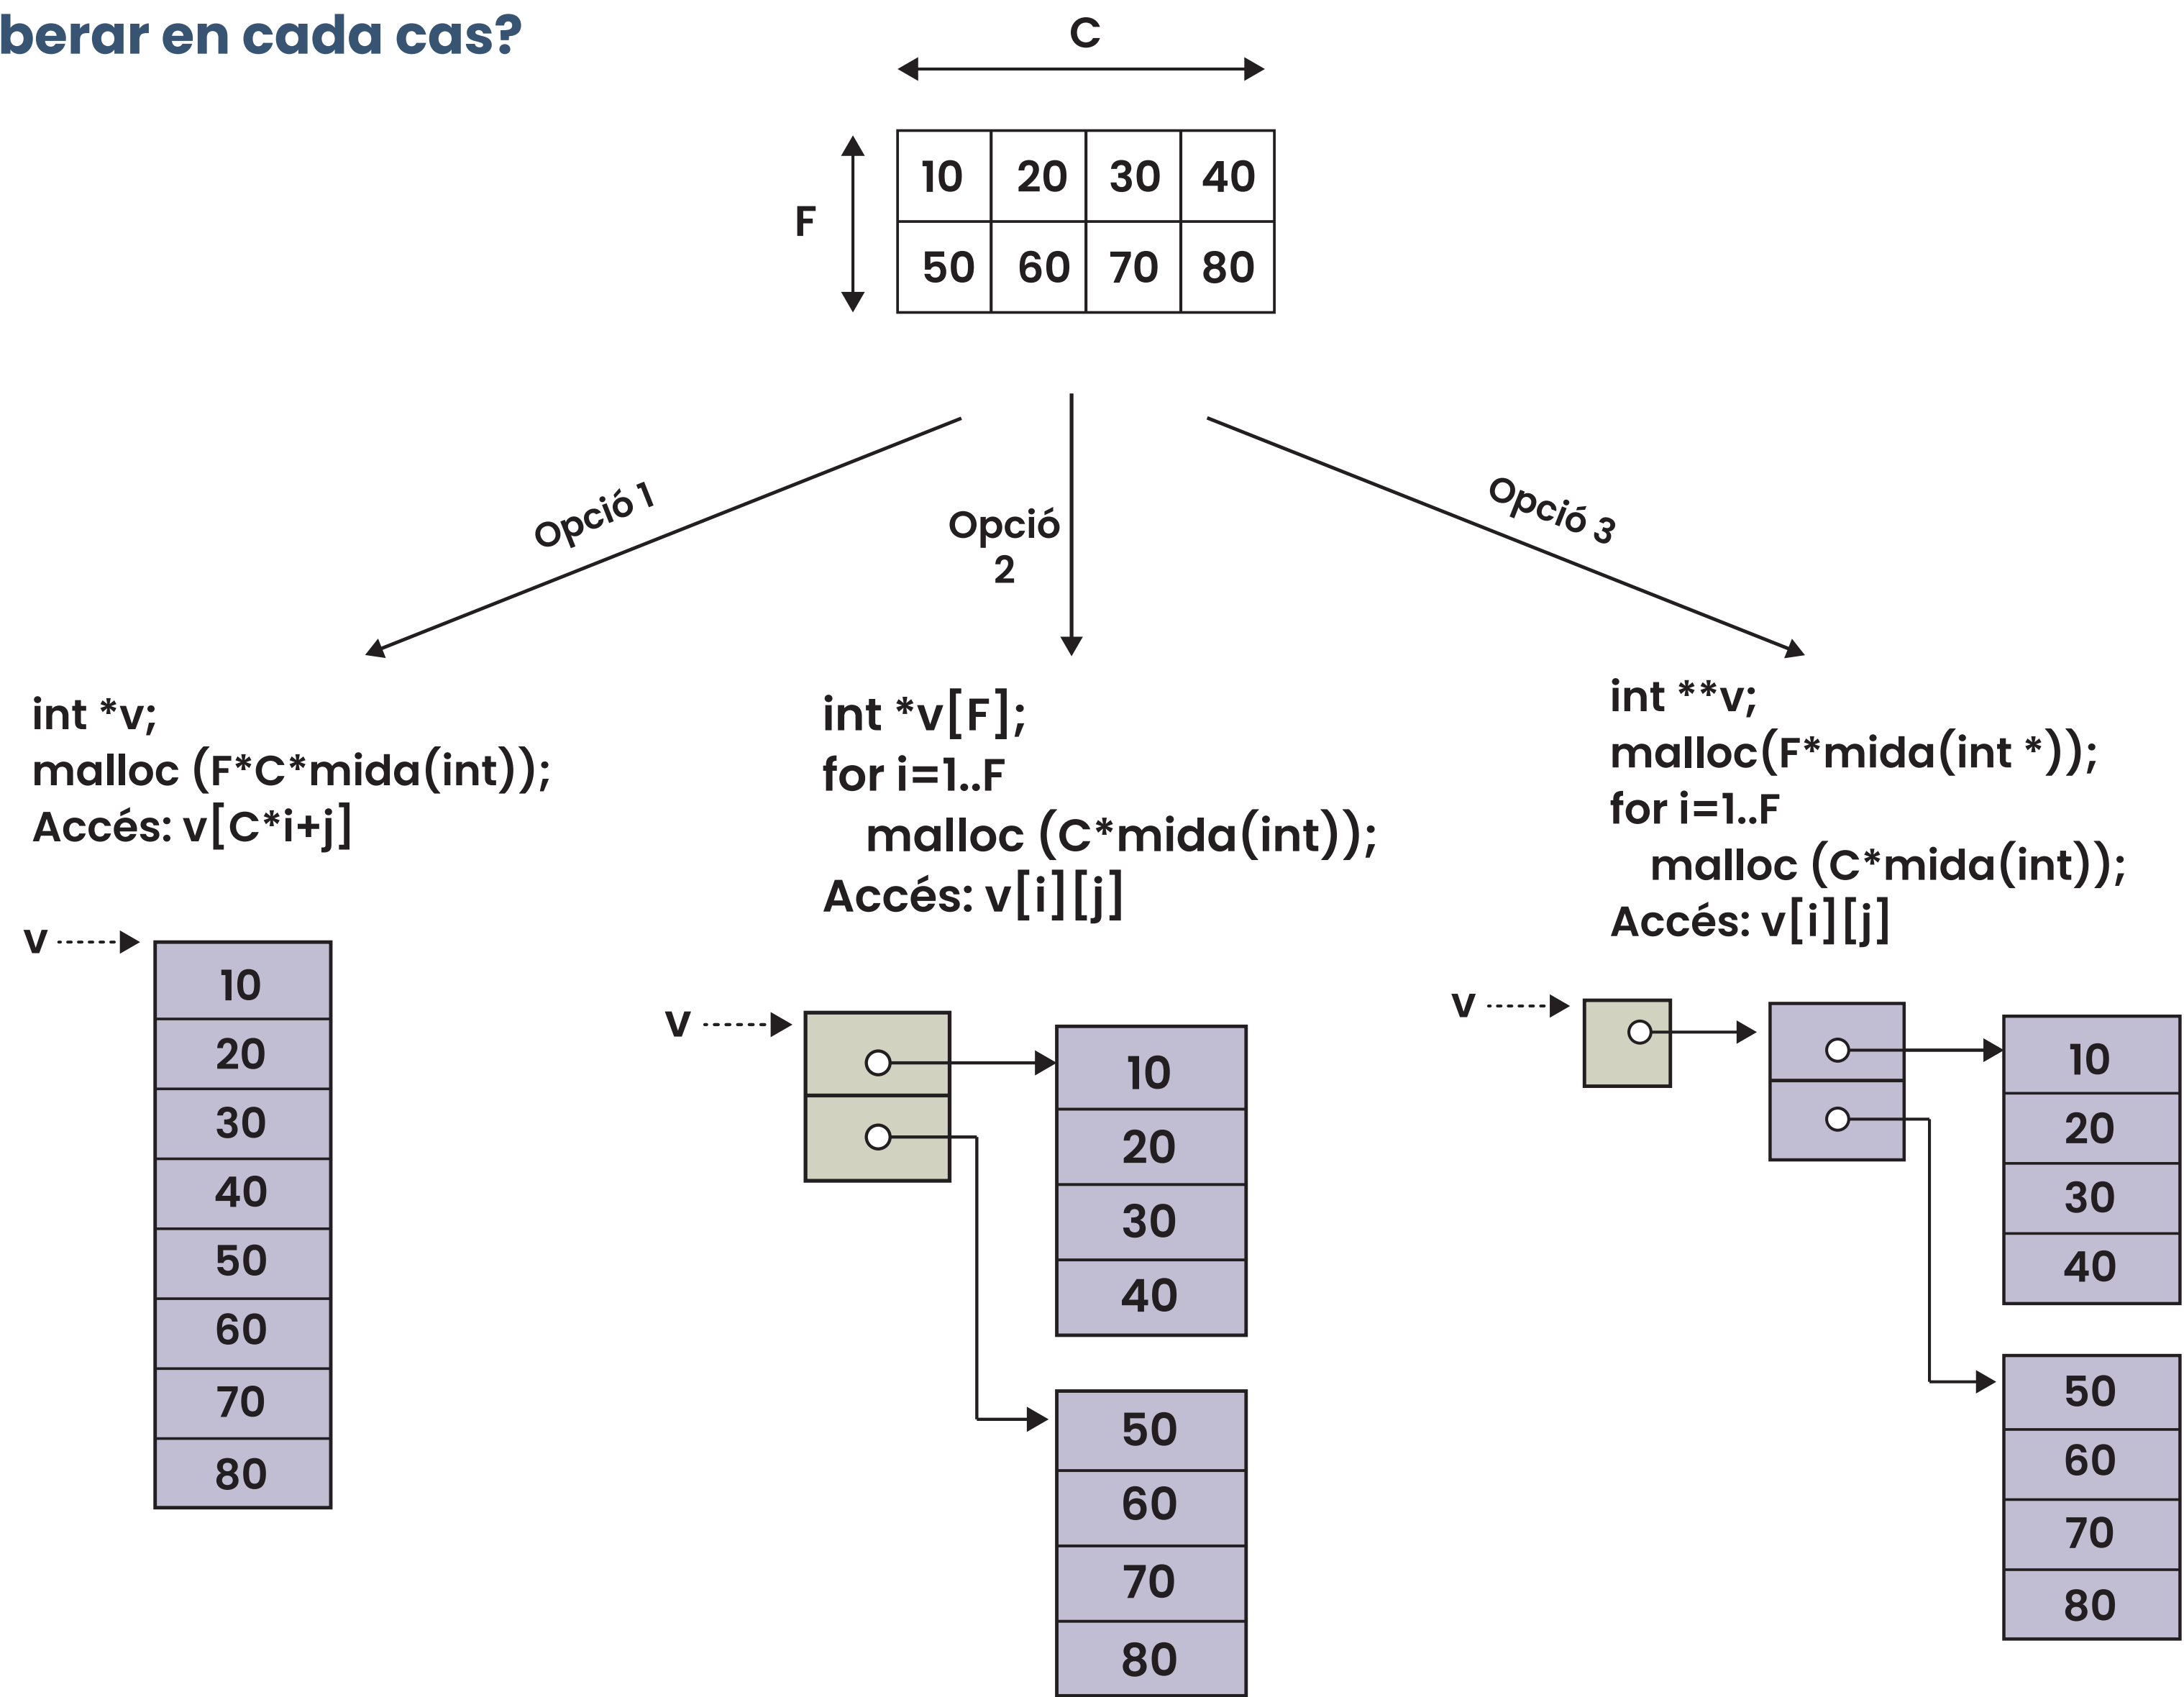 berar en cada cas?
C
F
10 20 30 40
50 60 70 80
Opció 1
Opció
2
Opció 3
int *v;
malloc (F*C*mida(int));
Accés: v[C*i+j]
v
10
20
30
40
50
60
70
80
int *v[F];
for i=1..F
malloc (C*mida(int));
Accés: v[i][j]
v
10
20
30
40
50
60
70
80
int **v;
malloc(F*mida(int *));
for i=1..F
malloc (C*mida(int));
Accés: v[i][j]
v
10
20
30
40
50
60
70
80